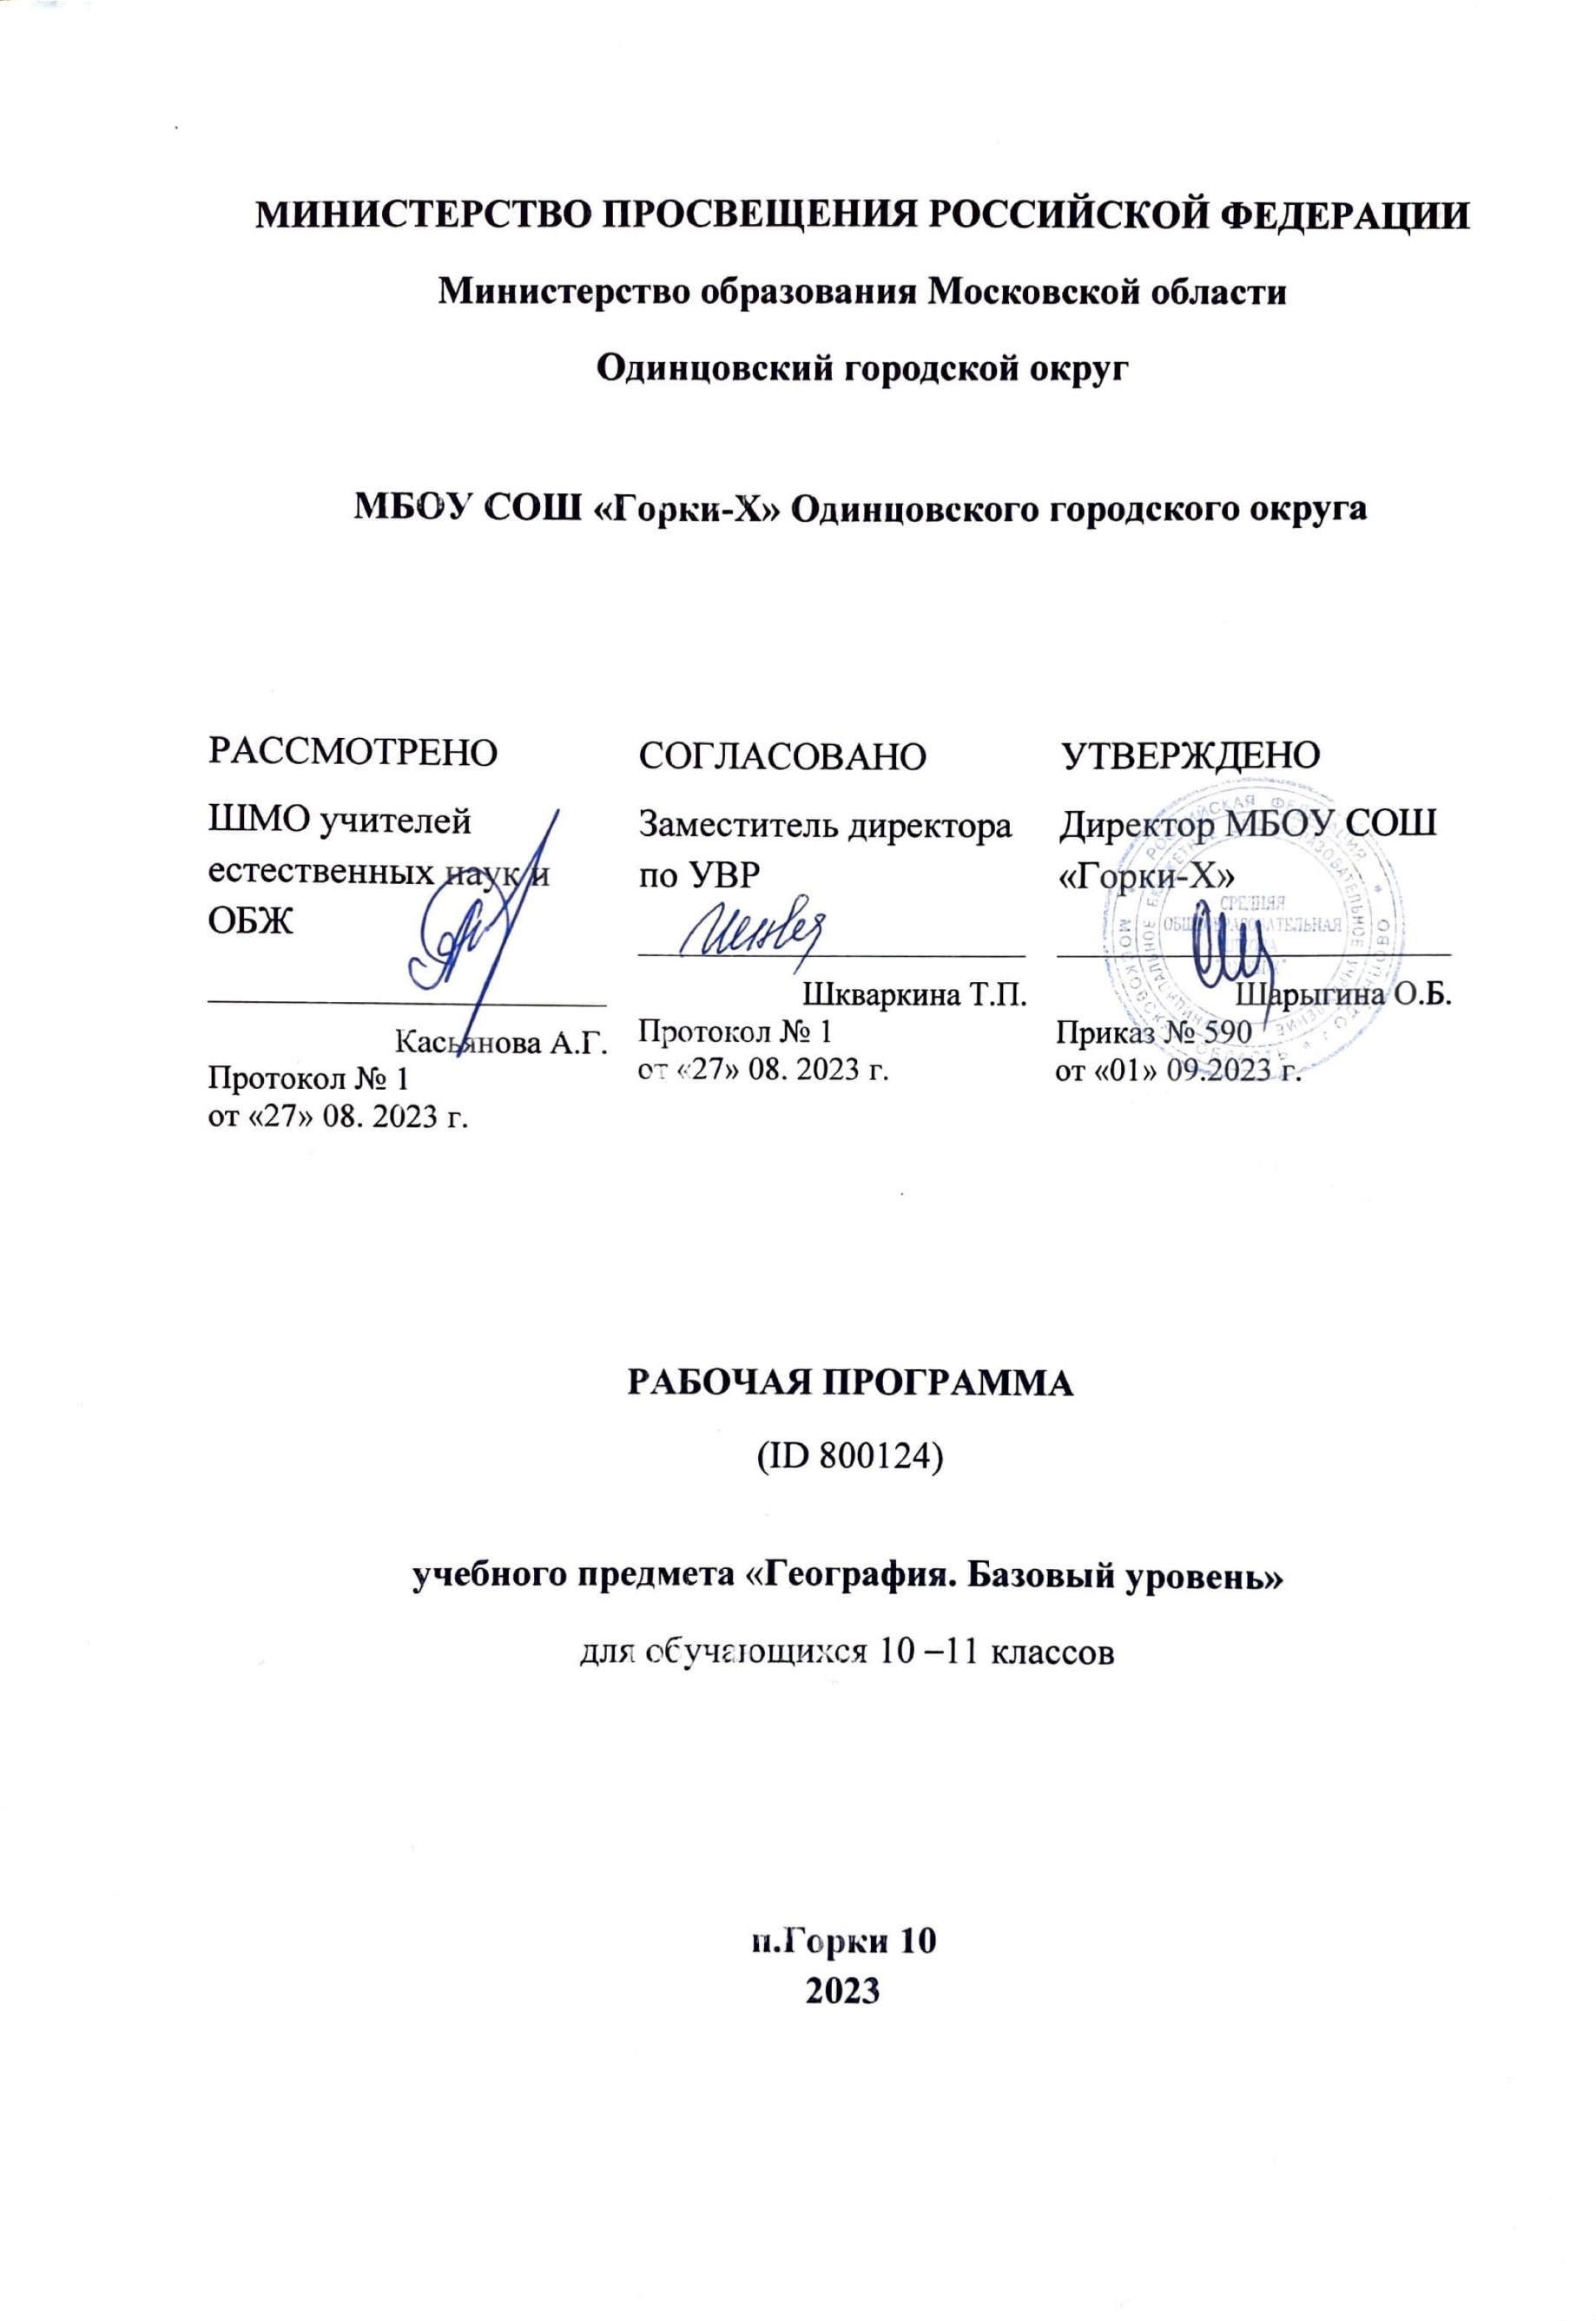 МИНИСТЕРСТВО ПРОСВЕЩЕНИЯ РОССИЙСКОЙ ФЕДЕРАЦИИ
Министерство образования Московской области
Одинцовский городской округ
МБОУ СОШ «Горки-Х» Одинцовского городского округа
РАССМОТРЕНО
ШМО учителей
естественных наук и
ОБЖ
Касьянова А.Г.
Протокол № 1
от «27» 08. 2023 г.
СОГЛАСОВАНО
Заместитель директора
по УВР
Шкваркина Т.П.
Протокол № 1
от «27» 08. 2023 г.
УТВЕРЖДЕНО
Директор МБОУ СОШ
«Горки-Х»
Шарыгина О.Б.
Приказ № 590
от «01» 09.2023 г.
СРЕДНЯЯ
ОБЩЕОБРАЗОВАТЕЛЬНАЯ
РАБОЧАЯ ПРОГРАММА
(ID 800124)
учебного предмета «География. Базовый уровень»
для обучающихся 10 –11 классов
п.Горки 10
2023